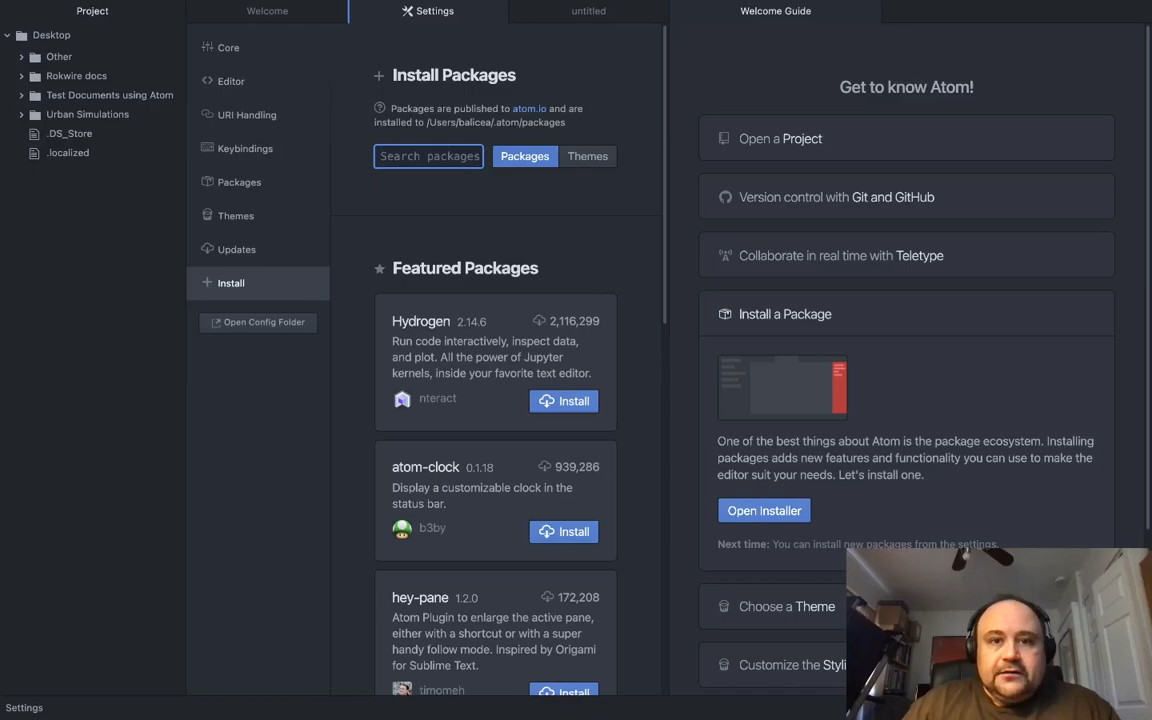 Project
Welcome
Settings
untitled
Welcome Guide
Desktop
Other
Rokwire docs
Test Documents using Atom
Urban Simulations
.DS_Store
.localized
Core
Editor
URI Handling
Keybindings
Packages
Themes
Updates
Install
Open Config Folder
Install Packages
Packages are published to atom.io and are
installed to /Users/balicea/.atom/packages
Search packages
Packages
Themes
Featured Packages
Hydrogen 2.14.6 2,116,299
Run code interactively, inspect data,
and plot. All the power of Jupyter
kernels, inside your favorite text editor.
nteract
Install
atom-clock 0.1.18 939,286
Display a customizable clock in the
status bar.
b3by
Install
hey-pane 1.2.0 172,208
Atom Plugin to enlarge the active pane,
either with a shortcut or with a super
handy follow mode. Inspired by Origami
for Sublime Text.
timomeh
Install
Get to know Atom!
Open a Project
Version control with Git and GitHub
Collaborate in real time with Teletype
Install a Package
One of the best things about Atom is the package ecosystem. Installing
packages adds new features and functionality you can use to make the
editor suit your needs. Let's install one.
Open Installer
Next time: You can install new packages from the settings.
Choose a Theme
Customize the Styli
Settings